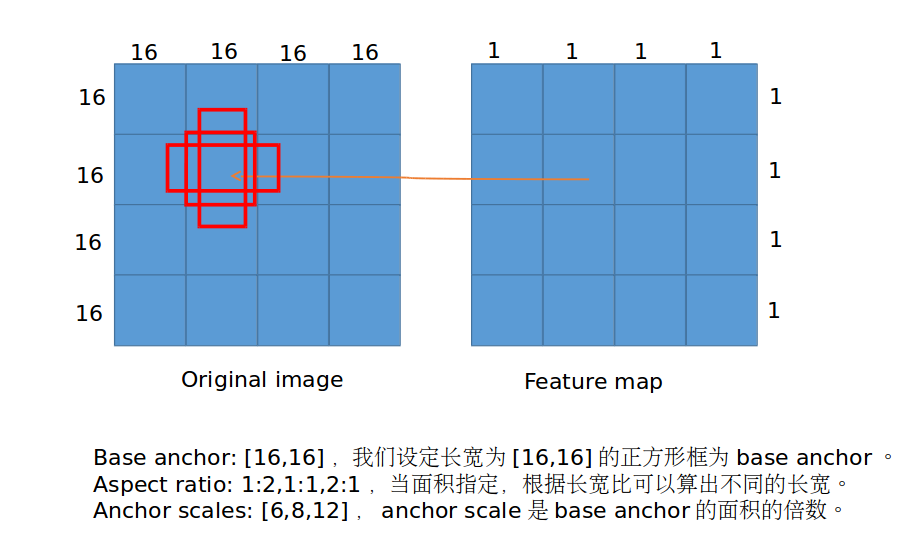 16 16 16 16 1 1 1 1
16 1
16 1
16 1
16 1
Original image Feature map
Base anchor: [16,16] ，我们设定长宽为 [16,16] 的正方形框为 base anchor 。
Aspect ratio: 1:2,1:1,2:1 ，当面积指定，根据长宽比可以算出不同的长宽。
Anchor scales: [6,8,12] ， anchor scale 是 base anchor 的面积的倍数。